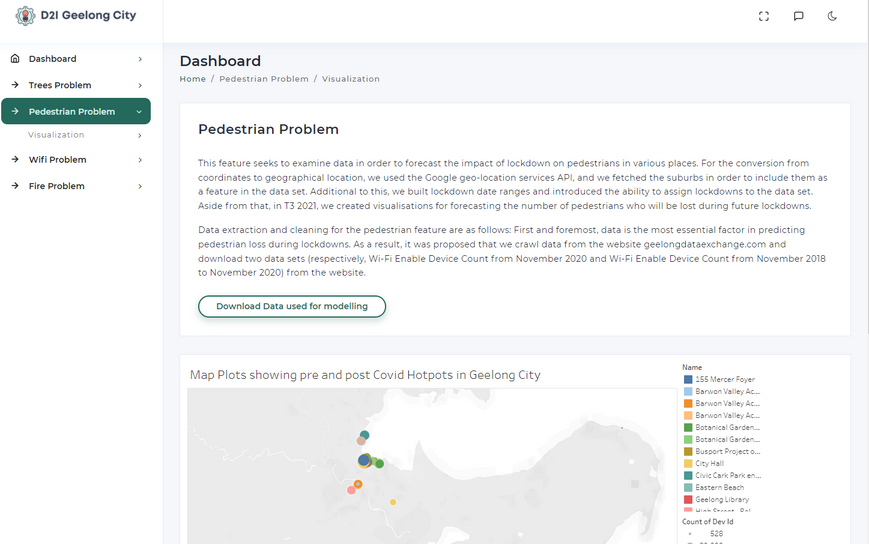 D2I Geelong City
Dashboard
Trees Problem
Pedestrian Problem
Visualization
Wifi Problem
Fire Problem
Dashboard
Home / Pedestrian Problem / Visualization
Pedestrian Problem
This feature seeks to examine data in order to forecast the impact of lockdown on pedestrians in various places. For the conversion from
coordinates to geographical location, we used the Google geo-location services API, and we fetched the suburbs in order to include them as
a feature in the data set. Additional to this, we built lockdown date ranges and introduced the ability to assign lockdowns to the data set.
Aside from that, in T3 2021, we created visualisations for forecasting the number of pedestrians who will be lost during future lockdowns.
Data extraction and cleaning for the pedestrian feature are as follows: First and foremost, data is the most essential factor in predicting
pedestrian loss during lockdowns. As a result, it was proposed that we crawl data from the website geelongdataexchange.com and
download two data sets (respectively, Wi-Fi Enable Device Count from November 2020 and Wi-Fi Enable Device Count from November 2018
to November 2020) from the website.
Download Data used for modelling
Map Plots showing pre and post Covid Hotpots in Geelong City
Name
155 Mercer Foyer
Barwon Valley Ac...
Barwon Valley Ac...
Barwon Valley Ac...
Botanical Garden...
Botanical Garden...
Busport Project o...
City Hall
Civic Cark Park en...
Eastern Beach
Geelong Library
High Street - Bel...
Count of Dev Id
528